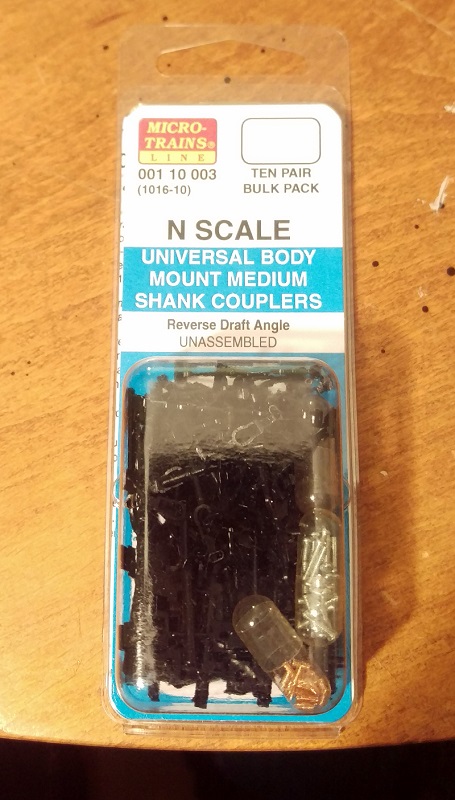 MICRO-
TRAINS®
LINE
001 10 003
(1016-10)
TEN PAIR
BULK PACK
N SCALE
UNIVERSAL BODY
MOUNT MEDIUM
SHANK COUPLERS
Reverse Draft Angle
UNASSEMBLED